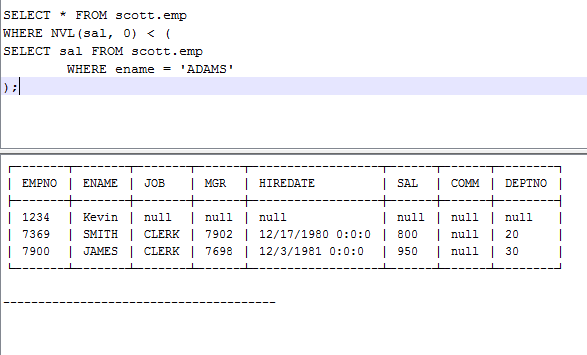 SELECT * FROM scott.emp
WHERE NVL(sal, 0) < (
SELECT sal FROM scott.emp
WHERE ename = 'ADAMS'
);
EMPNO | ENAME | JOB | MGR | HIREDATE | SAL | COMM | DEPTNO
1234 | Kevin | null | null | null | null | null | null
7369 | SMITH | CLERK | 7902 | 12/17/1980 0:0:0 | 800 | null | 20
7900 | JAMES | CLERK | 7698 | 12/3/1981 0:0:0 | 950 | null | 30